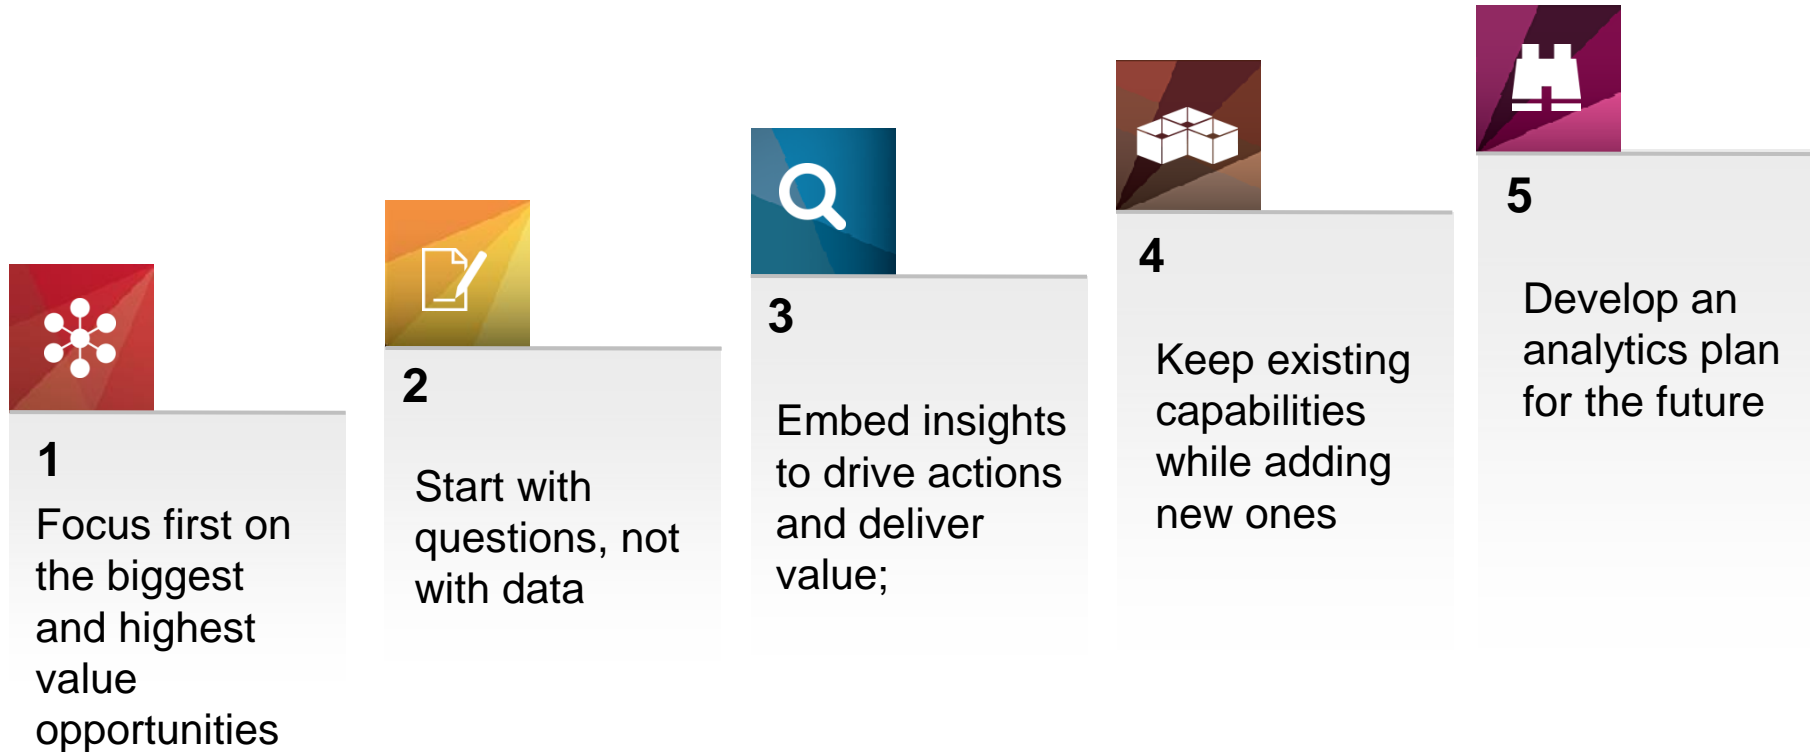 1
Focus first on
the biggest
and highest
value
opportunities
2
Start with
questions, not
with data
3
Embed insights
to drive actions
and deliver
value;
4
Keep existing
capabilities
while adding
new ones
5
Develop an
analytics plan
for the future